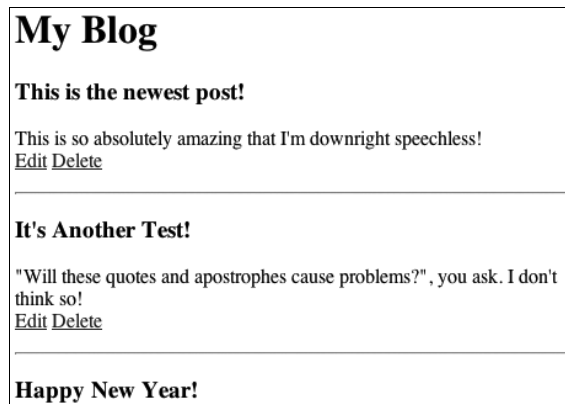 My Blog
This is the newest post!
This is so absolutely amazing that I'm downright speechless!
Edit Delete
It's Another Test!
"Will these quotes and apostrophes cause problems?", you ask. I don't
think so!
Edit Delete
Happy New Year!